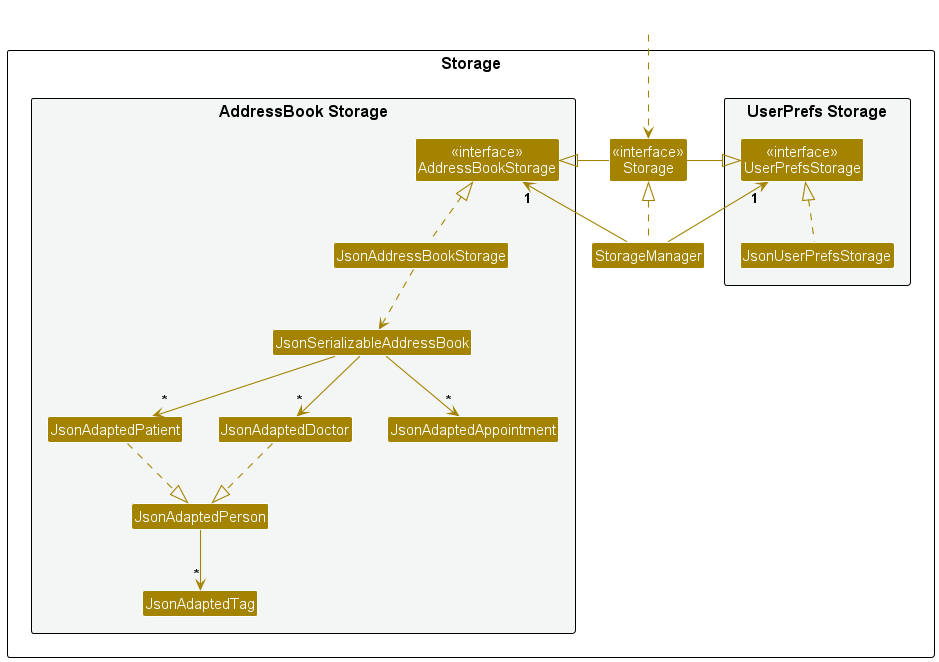 Storage
AddressBook Storage
UserPrefs Storage
«interface»
AddressBookStorage
«interface»
Storage
«interface»
UserPrefsStorage
1
1
JsonAddressBookStorage
StorageManager
JsonUserPrefsStorage
JsonSerializableAddressBook
*
*
*
JsonAdaptedPatient
JsonAdaptedDoctor
JsonAdaptedAppointment
JsonAdaptedPerson
*
JsonAdaptedTag